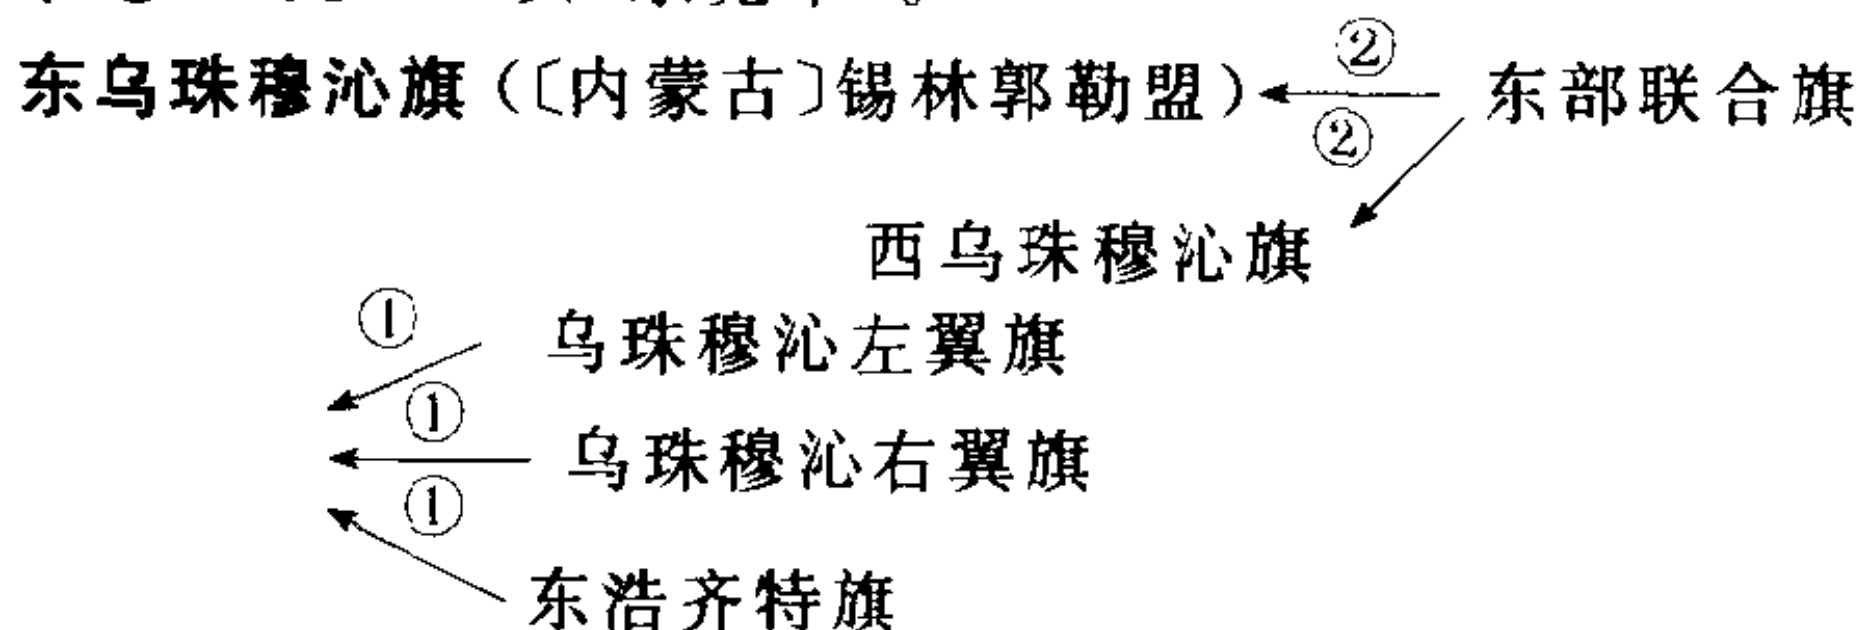 东乌珠穆沁旗(〔内蒙古〕锡林郭勒盟) ② ② 东部联合旗
西乌珠穆沁旗
① 乌珠穆沁左翼旗
① 乌珠穆沁右翼旗
① 东浩齐特旗